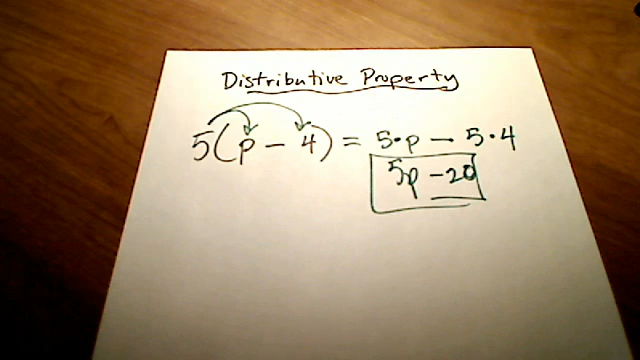 Distributive Property
5(p - 4) = 5•p - 5•4
5p - 20